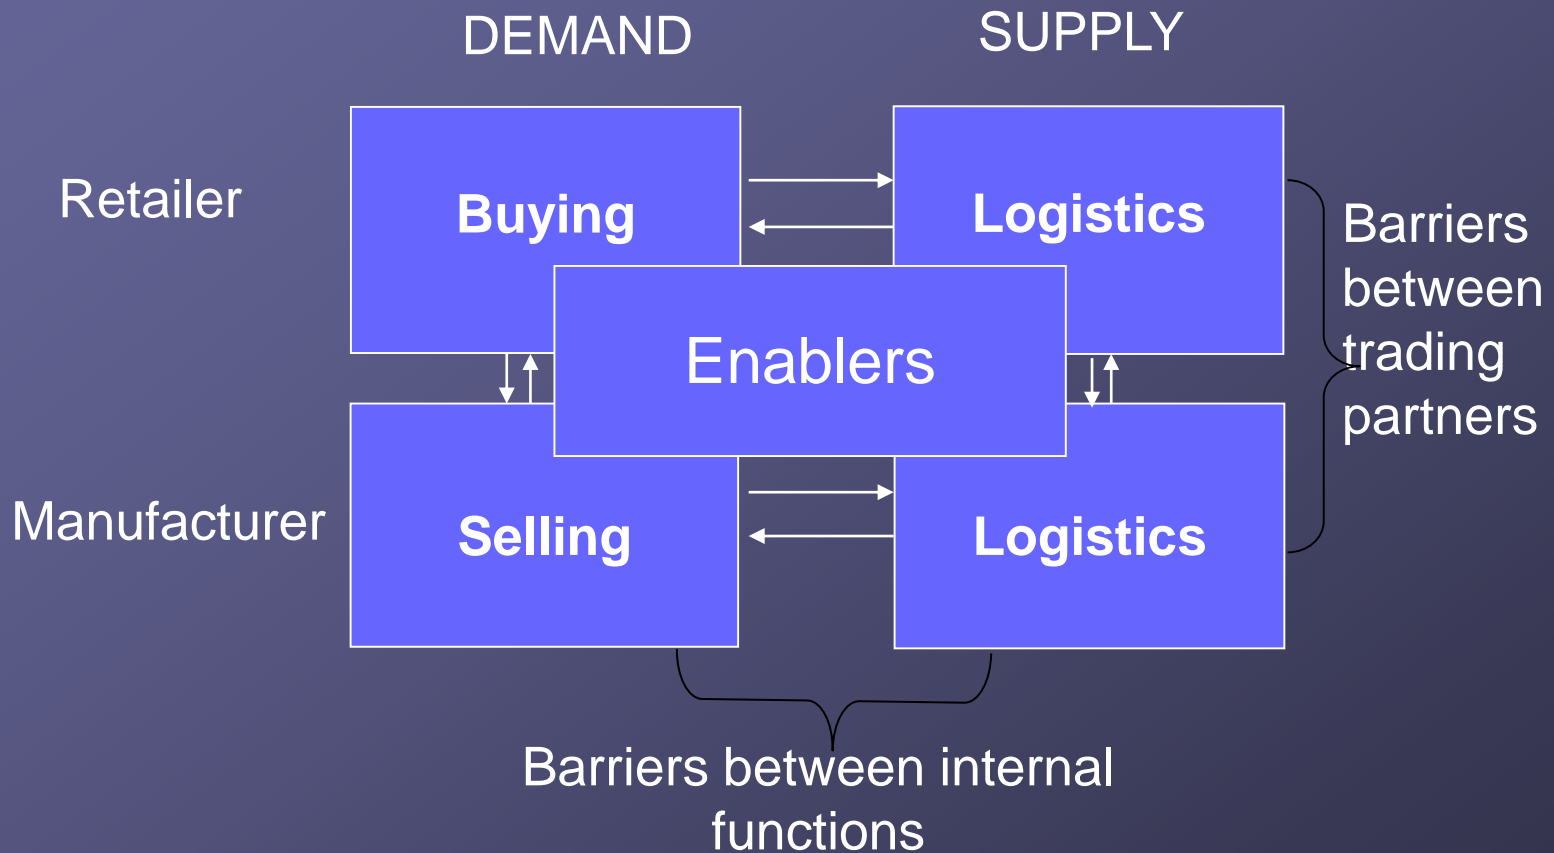 DEMAND
SUPPLY
Retailer
Buying
Logistics
Barriers
between
trading
partners
Enablers
Manufacturer
Selling
Logistics
Barriers between internal
functions